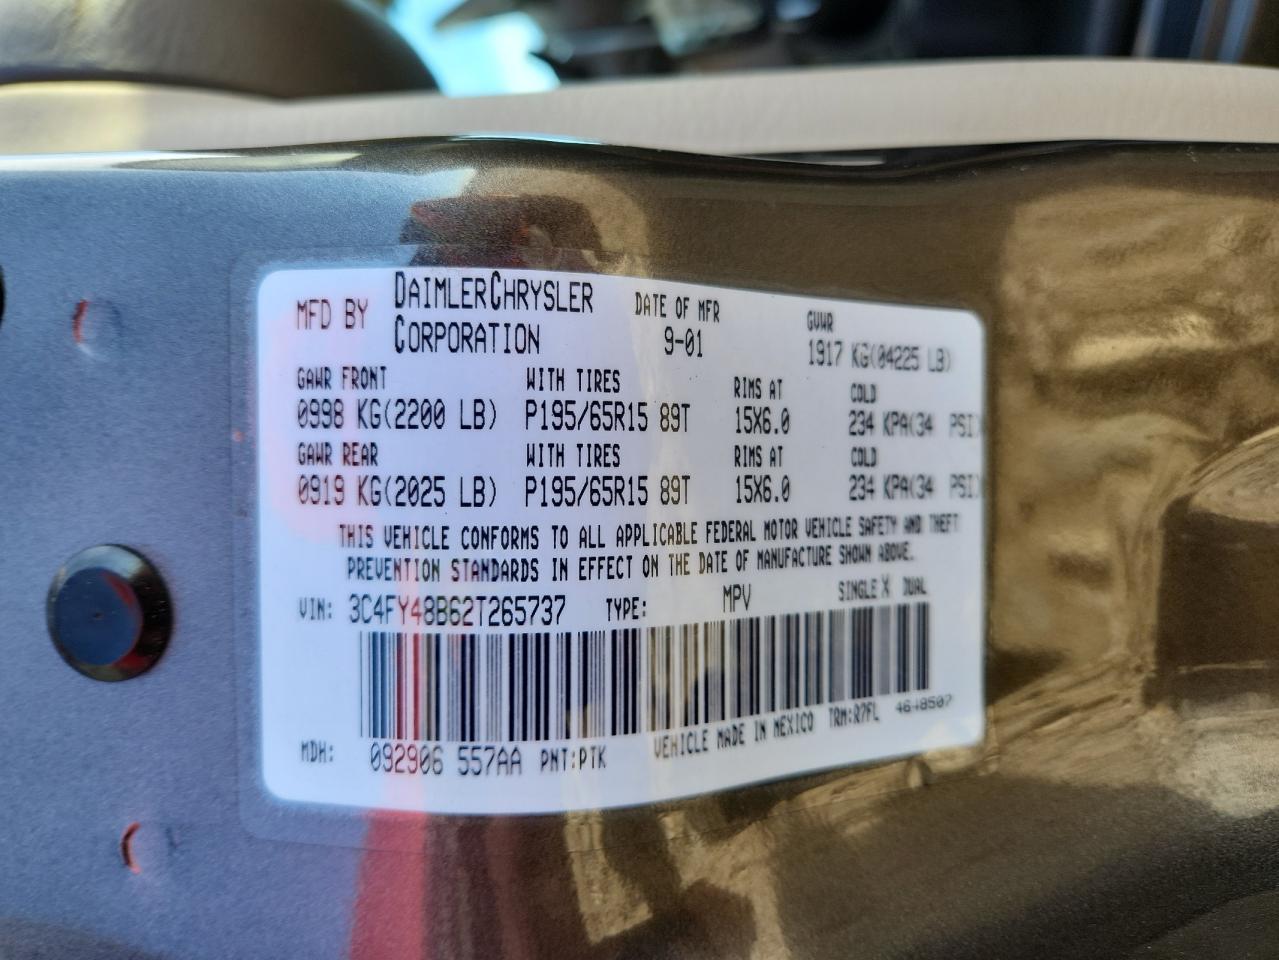 MFD BY DAIMLERCHRYSLER CORPORATION DATE OF MFR 9-01 GVWR 1917 KG(04225 LB)
GAWR FRONT WITH TIRES RIMS AT COLD
0998 KG(2200 LB) P195/65R15 89T 15X6.0 234 KPA(34 PSI)
GAWR REAR WITH TIRES RIMS AT COLD
0919 KG(2025 LB) P195/65R15 89T 15X6.0 234 KPA(34 PSI)
THIS VEHICLE CONFORMS TO ALL APPLICABLE FEDERAL MOTOR VEHICLE SAFETY AND THEFT
PREVENTION STANDARDS IN EFFECT ON THE DATE OF MANUFACTURE SHOWN ABOVE.
VIN: 3C4FY48B62T265737 TYPE: MPV SINGLE X DUAL
MDH: 092906 557AA PNT:PTK VEHICLE MADE IN MEXICO TRM:R7FL